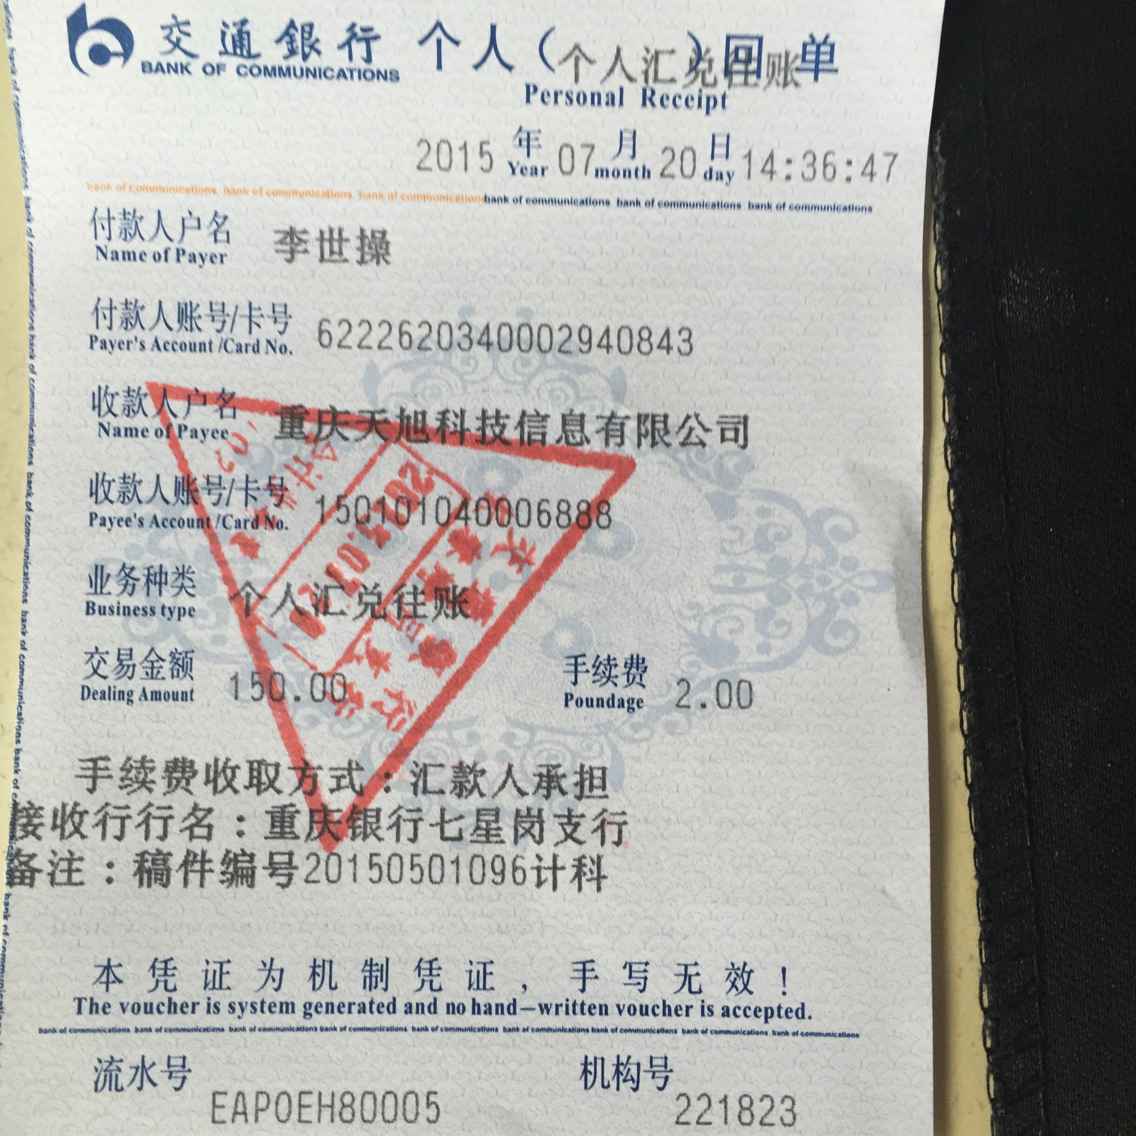 交通銀行 个人（个人汇兑往账）回单
BANK OF COMMUNICATIONS
Personal Receipt
2015 年 07 月 20 日 14:36:47
Year month day
bank of communications bank of communications bank of communications bank of communications bank of communications bank of communications
付款人户名 李世操
Name of Payer
付款人账号/卡号 6222620340002940843
Payer's Account /Card No.
收款人户名 重庆天旭科技信息有限公司
Name of Payee
收款人账号/卡号 150101040006888
Payee's Account /Card No.
业务种类 个人汇兑往账
Business type
交易金额 150.00 手续费 2.00
Dealing Amount Poundage
手续费收取方式：汇款人承担
接收行行名：重庆银行七星岗支行
备注：稿件编号20150501096计科
本凭证为机制凭证，手写无效！
The voucher is system generated and no hand—written voucher is accepted.
bank of communications bank of communications bank of communications bank of communications bank of communications bank of communications bank of communications bank of communications bank of communications
流水号 机构号
EAP0EH80005 221823